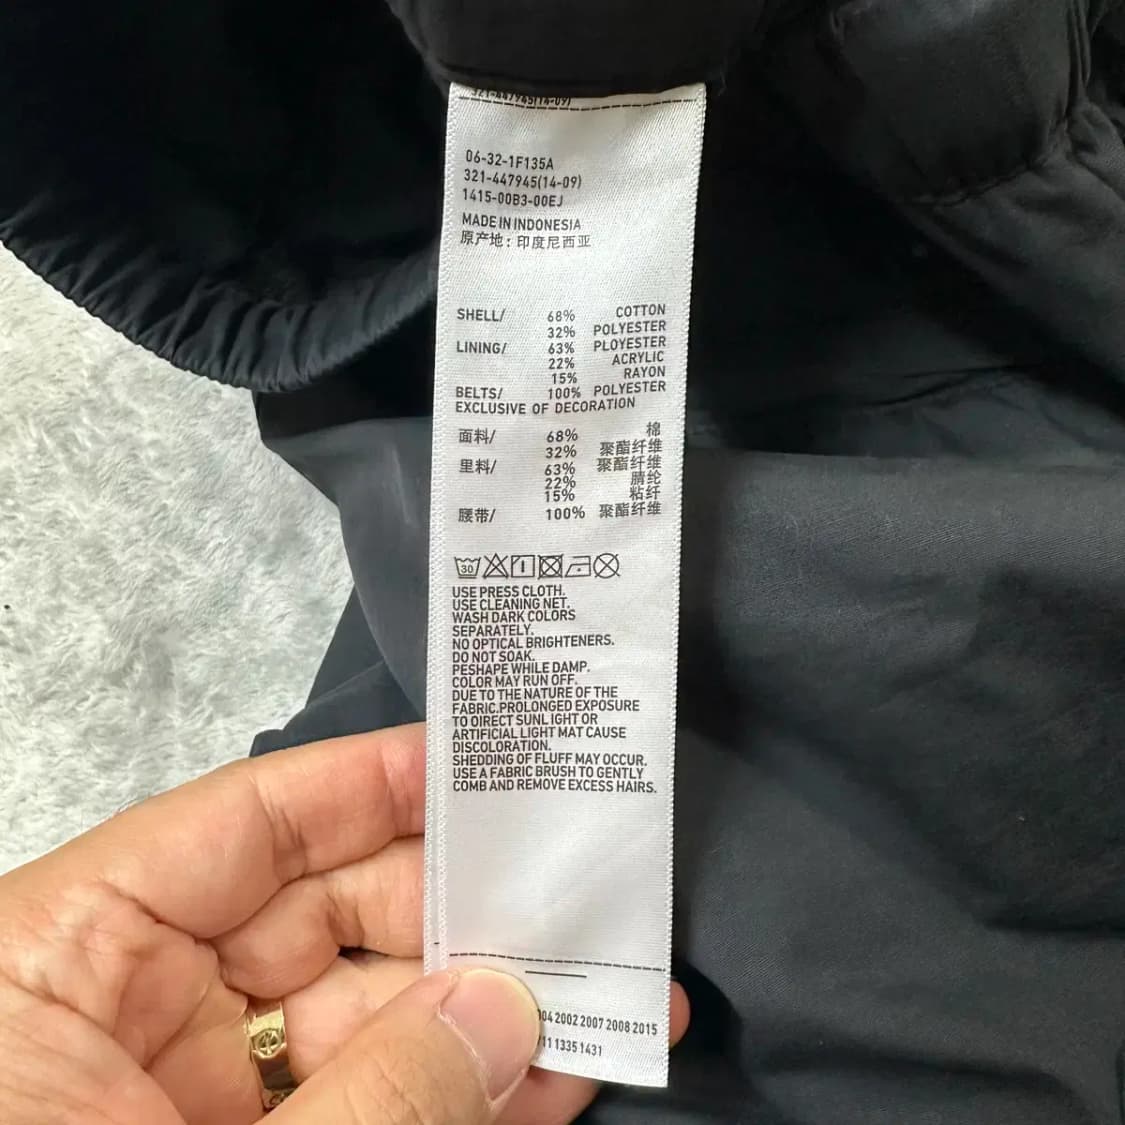 321-447945(14-09)
06-32-1F135A
321-447945(14-09)
1415-00B3-00EJ
MADE IN INDONESIA
原产地：印度尼西亚
SHELL/ 68% COTTON
32% POLYESTER
LINING/ 63% PLOYESTER
22% ACRYLIC
15% RAYON
BELTS/ 100% POLYESTER
EXCLUSIVE OF DECORATION
面料/ 68% 棉
32% 聚酯纤维
里料/ 63% 聚酯纤维
22% 腈纶
15% 粘纤
腰带/ 100% 聚酯纤维
30
USE PRESS CLOTH.
USE CLEANING NET.
WASH DARK COLORS
SEPARATELY.
NO OPTICAL BRIGHTENERS.
DO NOT SOAK.
PESHAPE WHILE DAMP.
COLOR MAY RUN OFF.
DUE TO THE NATURE OF THE
FABRIC.PROLONGED EXPOSURE
TO OIRECT SUNLIGHT OR
ARTIFICIAL LIGHT MAT CAUSE
DISCOLORATION.
SHEDDING OF FLUFF MAY OCCUR.
USE A FABRIC BRUSH TO GENTLY
COMB AND REMOVE EXCESS HAIRS.
2002 2007 2008 2015
1335 1431